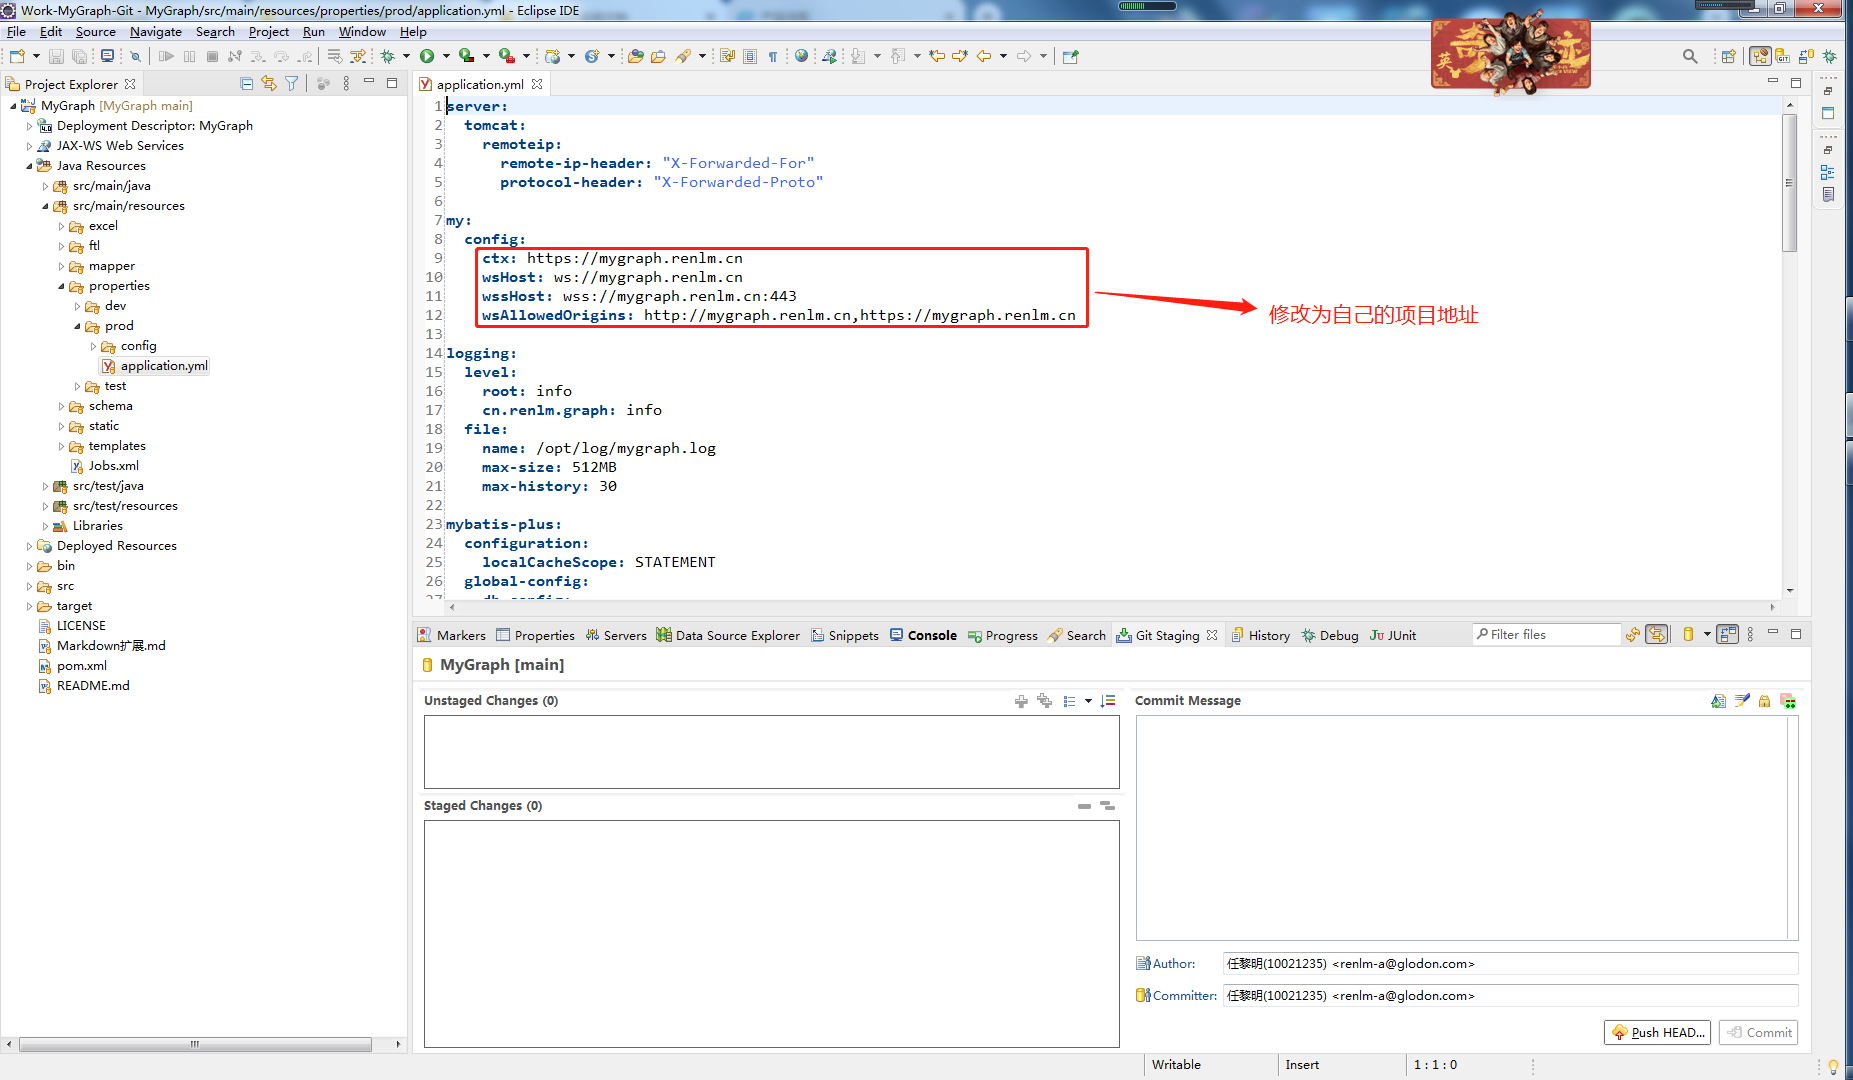 Work-MyGraph-Git - MyGraph/src/main/resources/properties/prod/application.yml - Eclipse IDE
File Edit Source Navigate Search Project Run Window Help
Project Explorer
MyGraph [MyGraph main]
Deployment Descriptor: MyGraph
JAX-WS Web Services
Java Resources
src/main/java
src/main/resources
excel
ftl
mapper
properties
dev
prod
config
application.yml
test
schema
static
templates
Jobs.xml
src/test/java
src/test/resources
Libraries
Deployed Resources
bin
src
target
LICENSE
Markdown扩展.md
pom.xml
README.md
application.yml
1 server:
2 tomcat:
3 remoteip:
4 remote-ip-header: "X-Forwarded-For"
5 protocol-header: "X-Forwarded-Proto"
6
7 my:
8 config:
9 ctx: https://mygraph.renlm.cn
10 wsHost: ws://mygraph.renlm.cn
11 wssHost: wss://mygraph.renlm.cn:443
12 wsAllowedOrigins: http://mygraph.renlm.cn,https://mygraph.renlm.cn
修改为自己的项目地址
13
14 logging:
15 level:
16 root: info
17 cn.renlm.graph: info
18 file:
19 name: /opt/log/mygraph.log
20 max-size: 512MB
21 max-history: 30
22
23 mybatis-plus:
24 configuration:
25 localCacheScope: STATEMENT
26 global-config:
27 db-config:
Markers Properties Servers Data Source Explorer Snippets Console Progress Search Git Staging History Debug JUnit Filter files
MyGraph [main]
Unstaged Changes (0)
Staged Changes (0)
Commit Message
Author: 任黎明(10021235) <renlm-a@glodon.com>
Committer: 任黎明(10021235) <renlm-a@glodon.com>
Push HEAD... Commit
Writable Insert 1 : 1 : 0